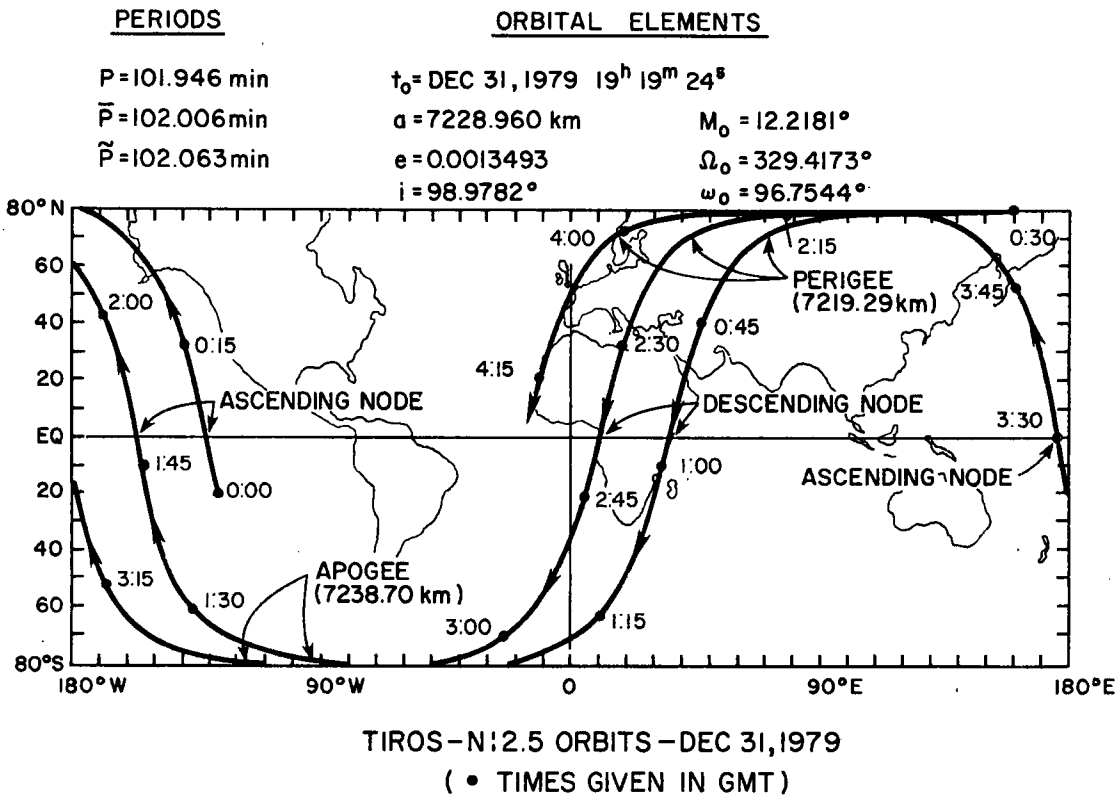 PERIODS
ORBITAL ELEMENTS
P = 101.946 min
t₀ = DEC 31, 1979 19ʰ 19ᵐ 24ˢ
P̅ = 102.006 min
a = 7228.960 km
M₀ = 12.2181°
P̃ = 102.063 min
e = 0.0013493
Ω₀ = 329.4173°
i = 98.9782°
ω₀ = 96.7544°
80°N
60
40
20
EQ
20
40
60
80°S
180°W
90°W
0
90°E
180°E
4:00
2:15
0:30
PERIGEE
(7219.29 km)
3:45
2:00
0:15
2:30
0:45
4:15
ASCENDING NODE
DESCENDING NODE
3:30
1:45
0:00
1:00
ASCENDING NODE
2:45
3:15
APOGEE
(7238.70 km)
1:30
3:00
1:15
TIROS-N: 2.5 ORBITS - DEC 31, 1979
( • TIMES GIVEN IN GMT)